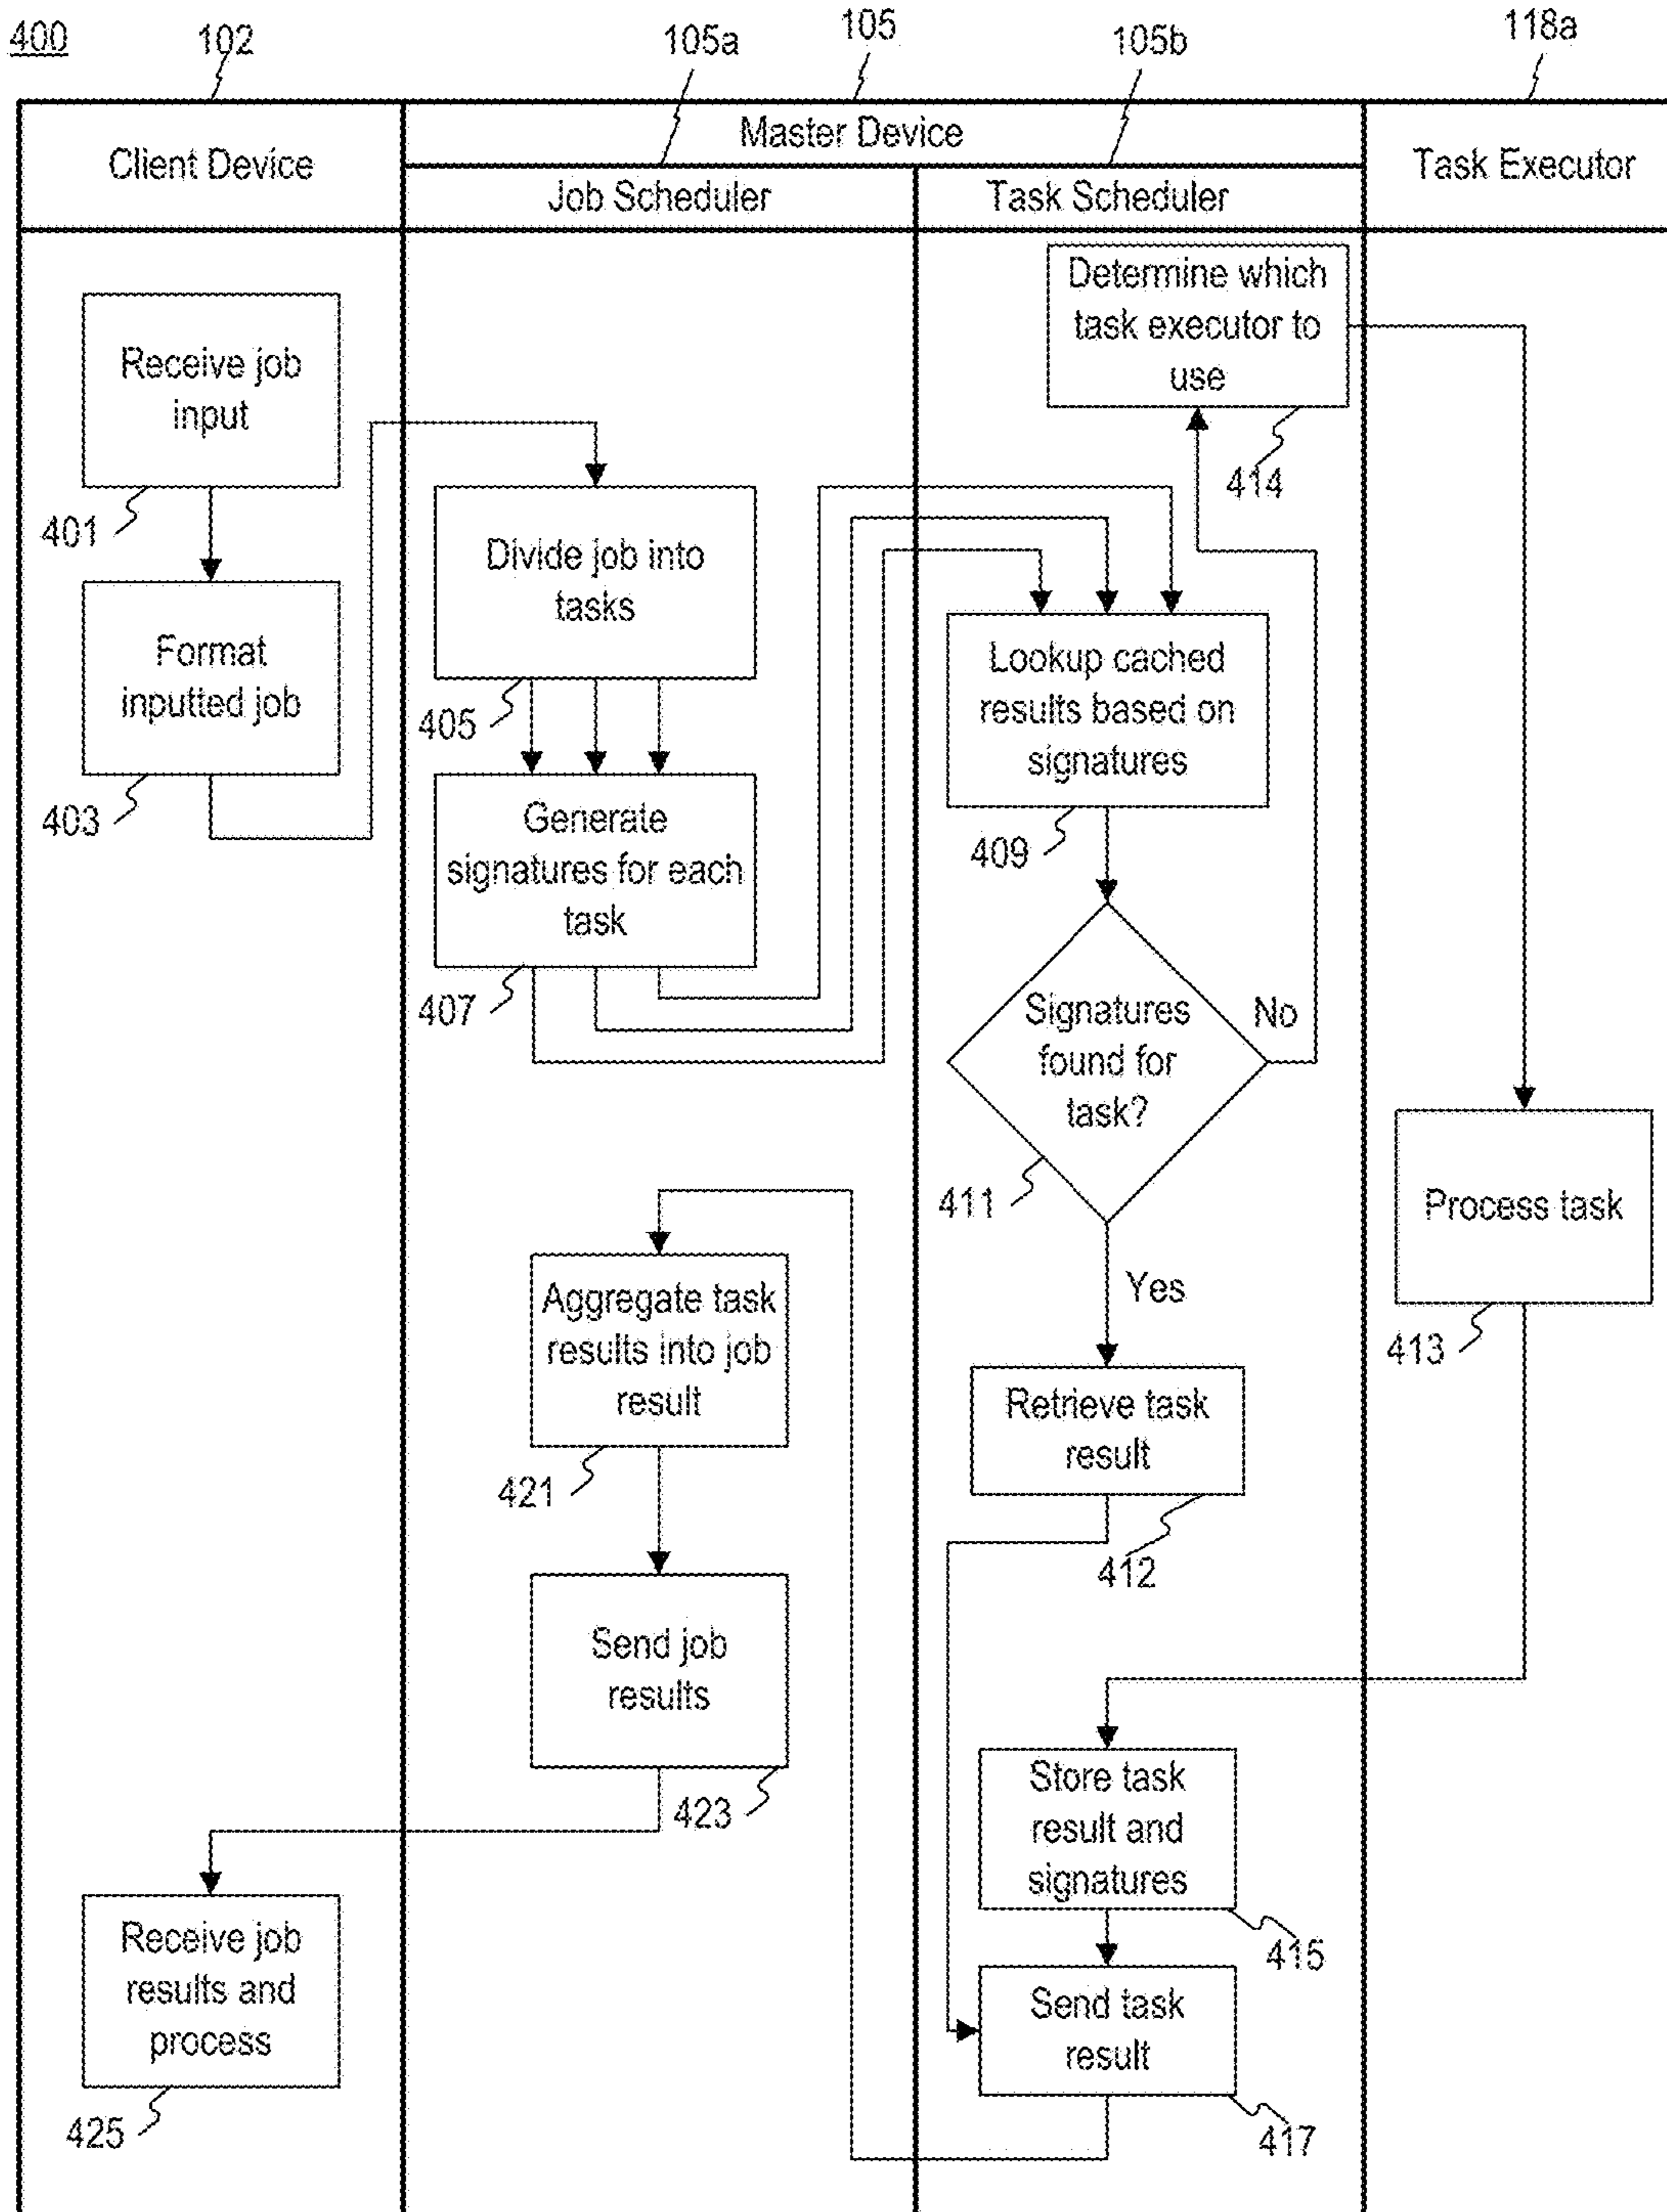 400
102
105a
105
105b
118a
Client Device
Master Device
Task Executor
Job Scheduler
Task Scheduler
Receive job
input
401
Format
inputted job
403
Divide job into
tasks
405
Generate
signatures for each
task
407
Determine which
task executor to
use
414
Lookup cached
results based on
signatures
409
Signatures
found for
task?
411
No
Yes
Process task
413
Retrieve task
result
412
Store task
result and
signatures
415
Send task
result
417
Aggregate task
results into job
result
421
Send job
results
423
Receive job
results and
process
425